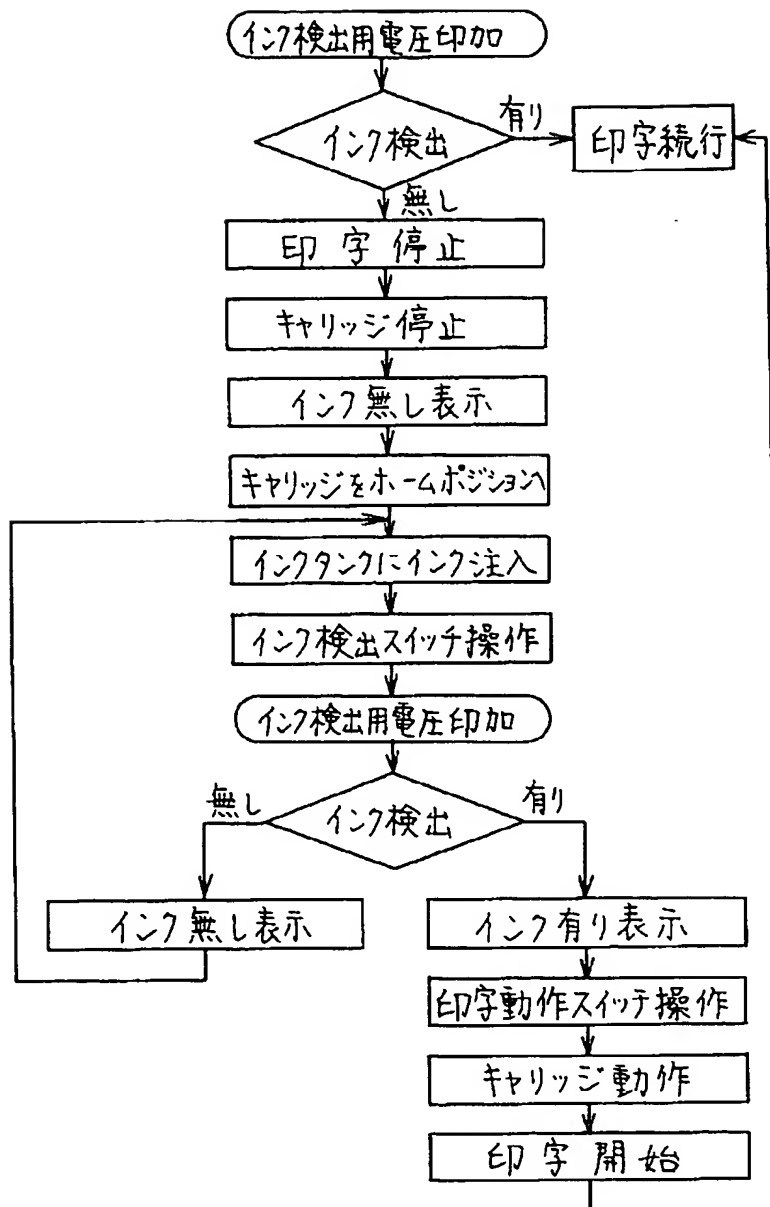 インク検出用電圧印加
インク検出
有り
印字続行
無し
印字停止
キャリッジ停止
インク無し表示
キャリッジをホームポジションへ
インクタンクにインク注入
インク検出スイッチ操作
インク検出用電圧印加
インク検出
無し
有り
インク無し表示
インク有り表示
印字動作スイッチ操作
キャリッジ動作
印字開始